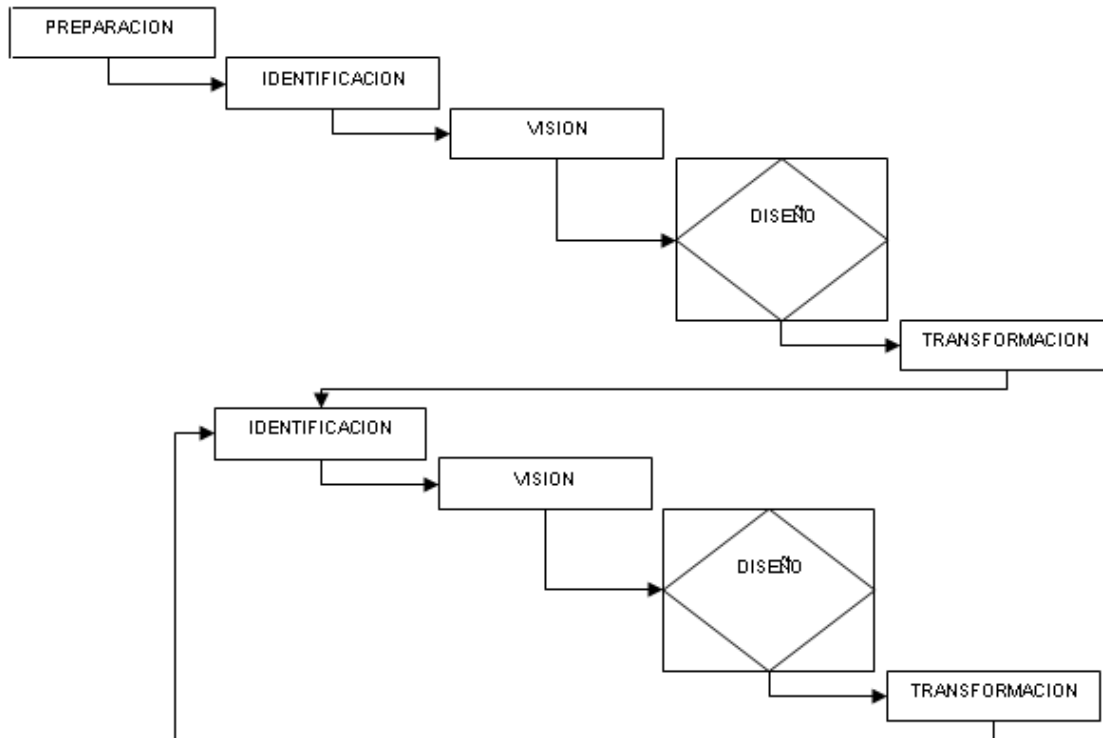 PREPARACION
IDENTIFICACION
VISION
DISEÑO
TRANSFORMACION
IDENTIFICACION
VISION
DISEÑO
TRANSFORMACION